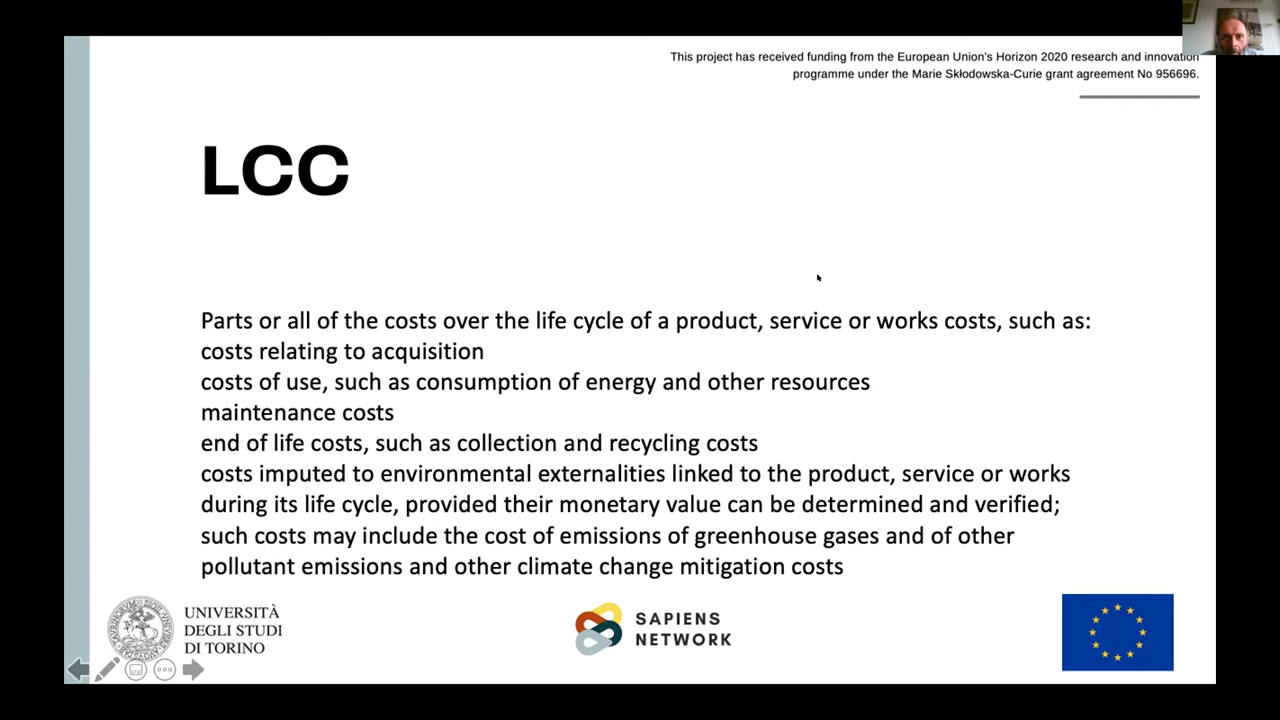 This project has received funding from the European Union's Horizon 2020 research and innovation
programme under the Marie Skłodowska-Curie grant agreement No 956696.
LCC
Parts or all of the costs over the life cycle of a product, service or works costs, such as:
costs relating to acquisition
costs of use, such as consumption of energy and other resources
maintenance costs
end of life costs, such as collection and recycling costs
costs imputed to environmental externalities linked to the product, service or works
during its life cycle, provided their monetary value can be determined and verified;
such costs may include the cost of emissions of greenhouse gases and of other
pollutant emissions and other climate change mitigation costs
UNIVERSITÀ
DEGLI STUDI
DI TORINO
SAPIENS
NETWORK